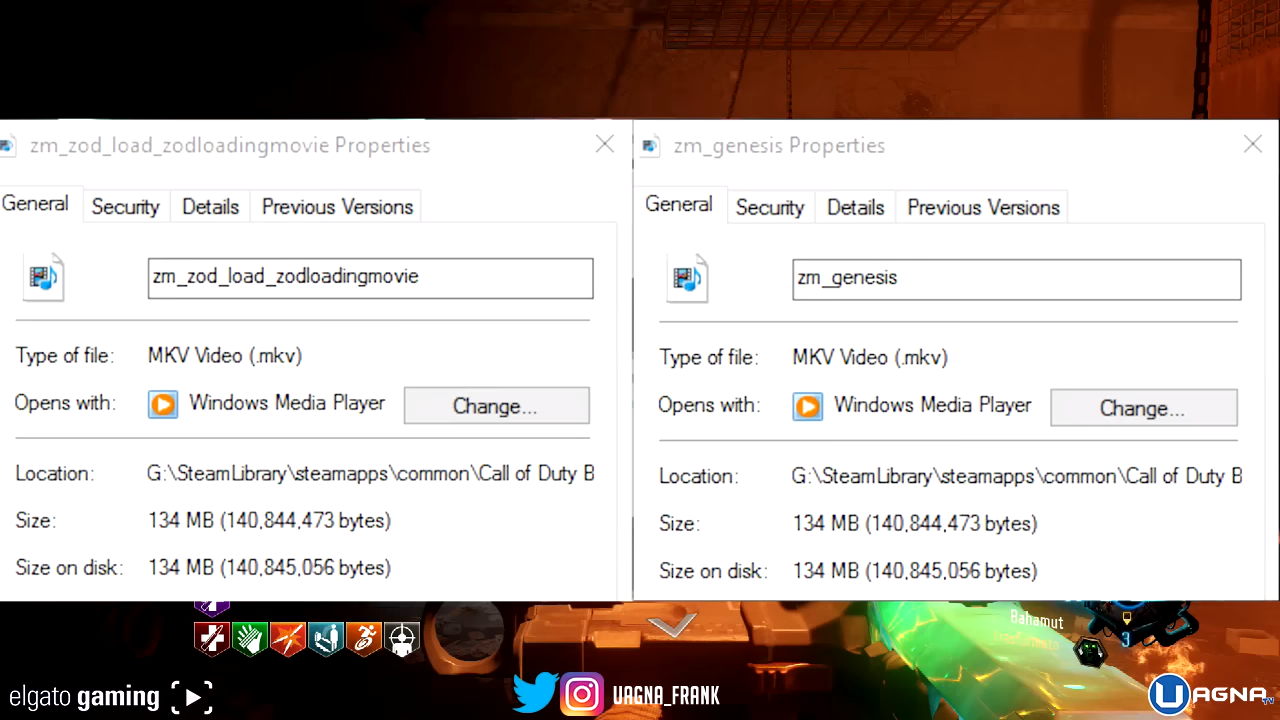 zm_zod_load_zodloadingmovie Properties
General Security Details Previous Versions
zm_zod_load_zodloadingmovie
Type of file: MKV Video (.mkv)
Opens with: Windows Media Player Change...
Location: G:\SteamLibrary\steamapps\common\Call of Duty B
Size: 134 MB (140,844,473 bytes)
Size on disk: 134 MB (140,845,056 bytes)
zm_genesis Properties
General Security Details Previous Versions
zm_genesis
Type of file: MKV Video (.mkv)
Opens with: Windows Media Player Change...
Location: G:\SteamLibrary\steamapps\common\Call of Duty B
Size: 134 MB (140,844,473 bytes)
Size on disk: 134 MB (140,845,056 bytes)
Bahamut
3
elgato gaming
UAGNA_FRANK
UAGNA TV